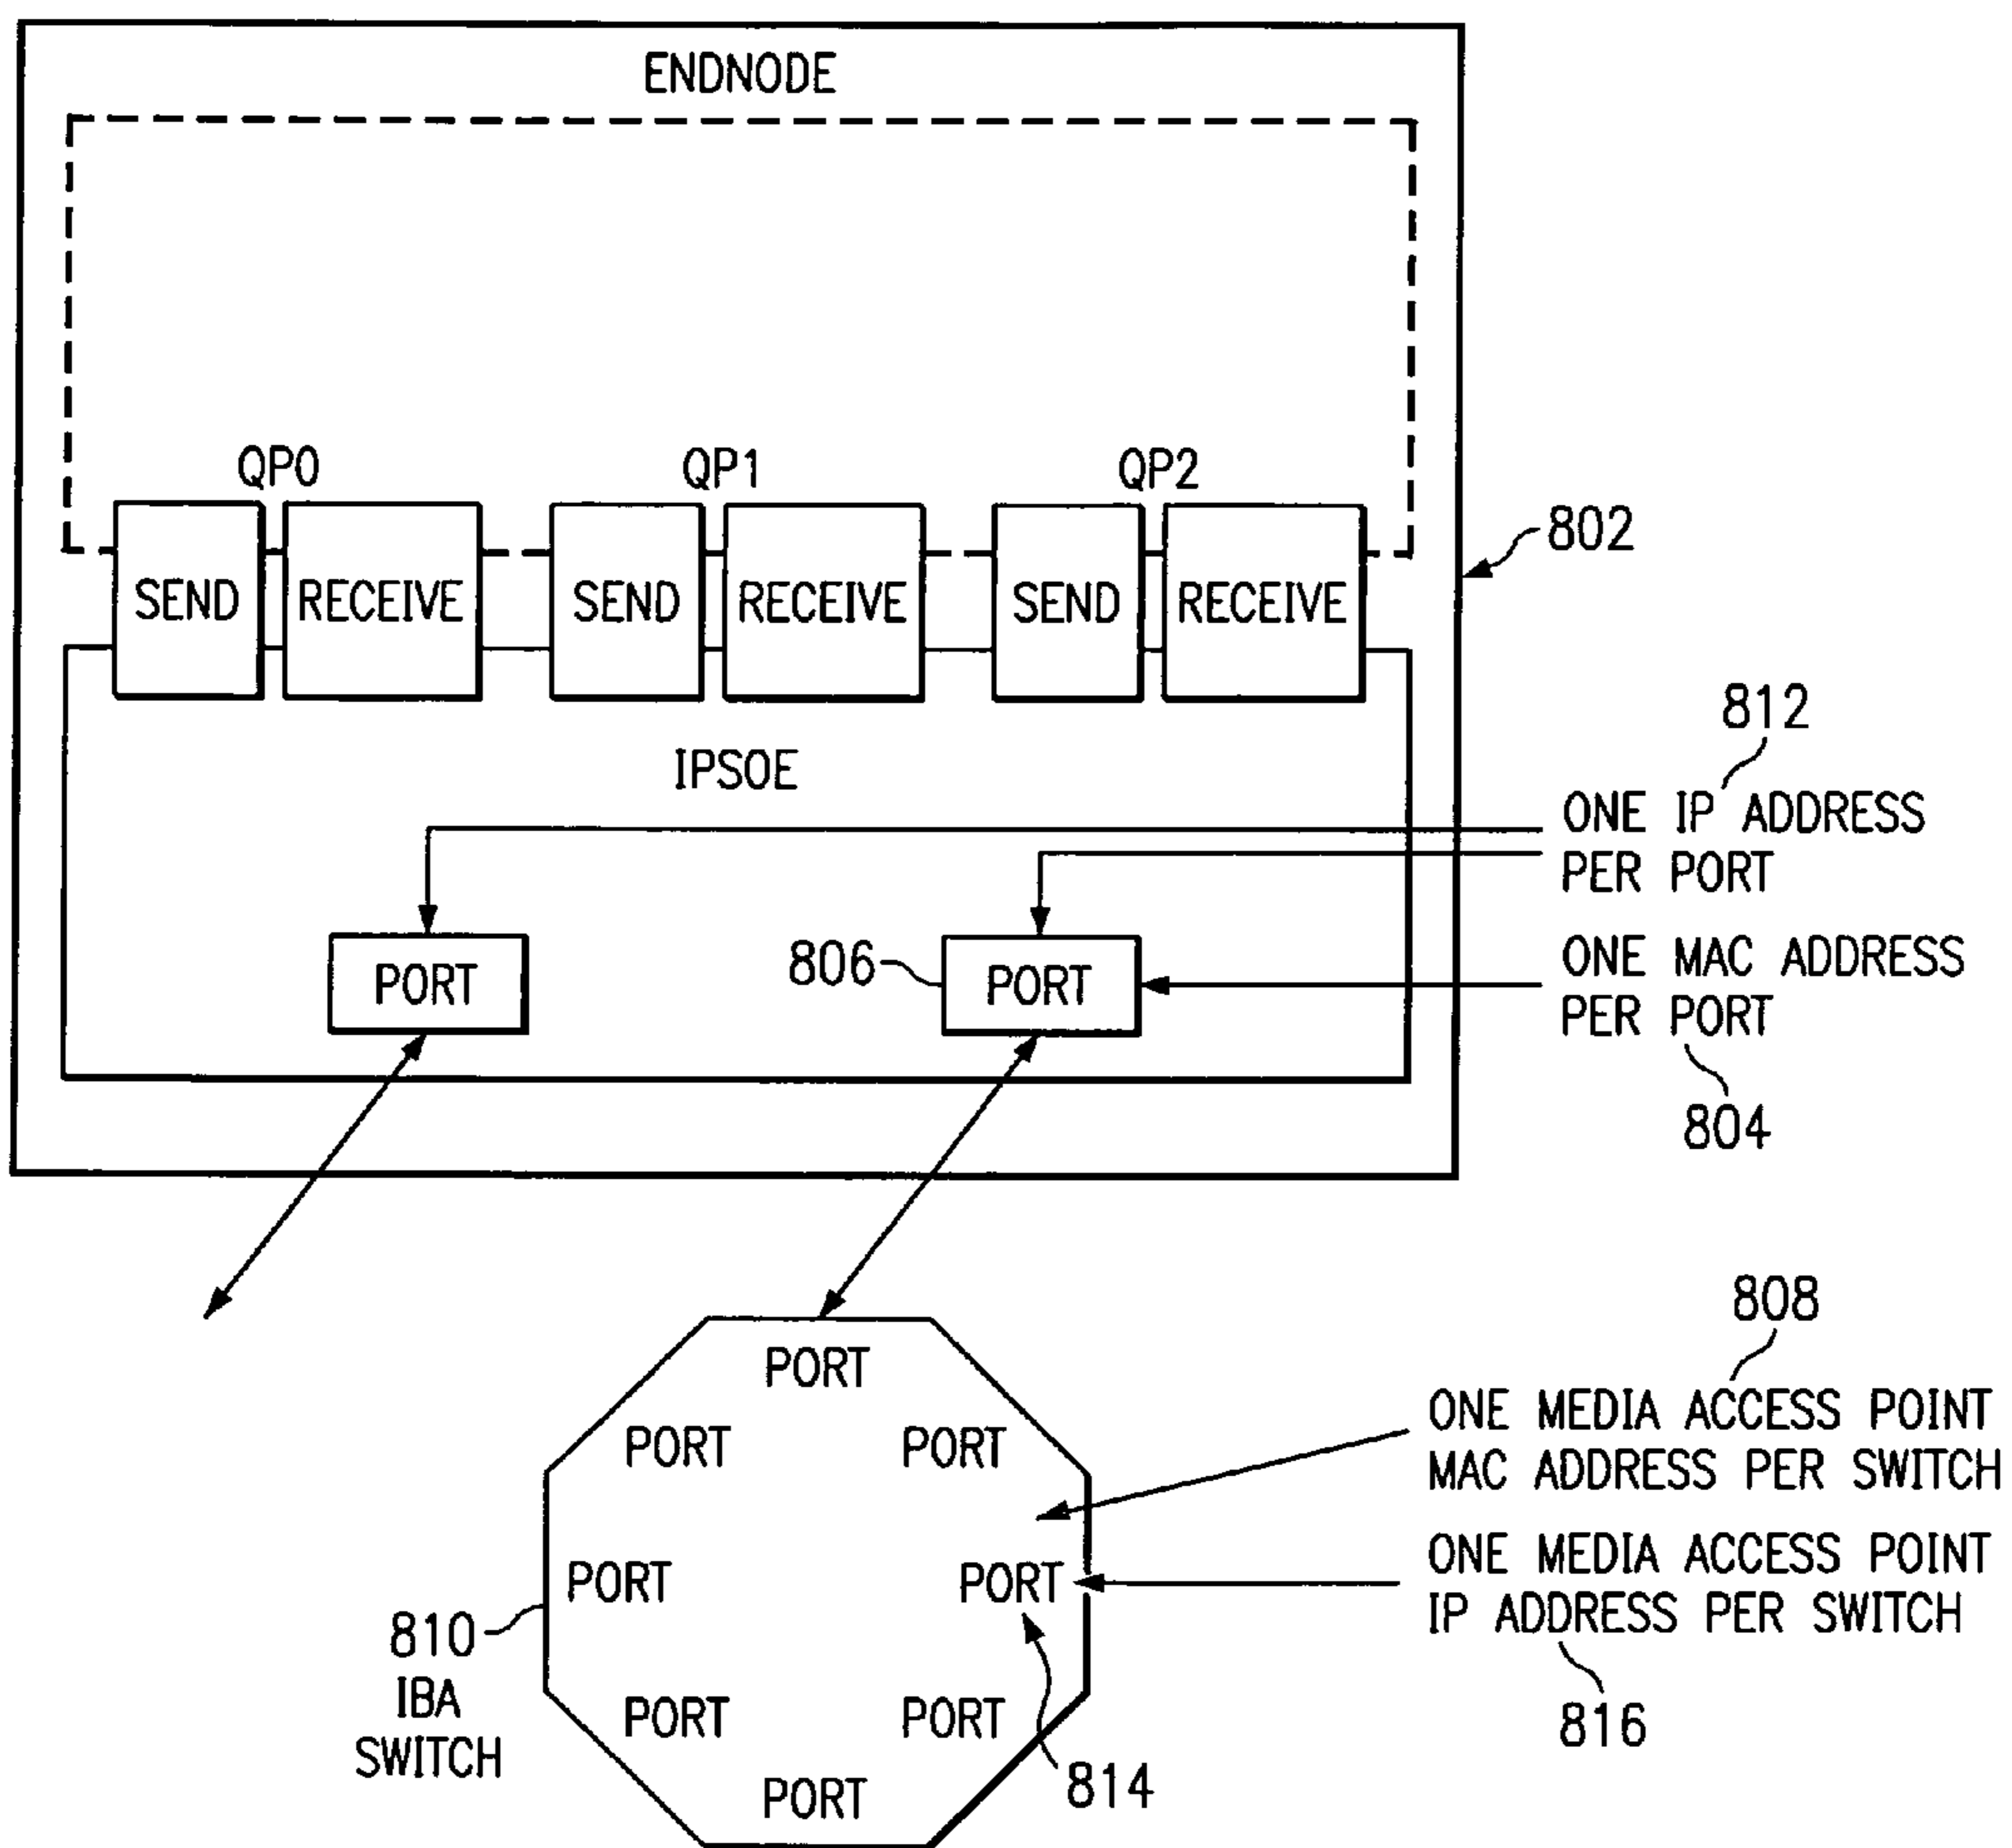 ENDNODE
QP0 QP1 QP2
SEND RECEIVE SEND RECEIVE SEND RECEIVE
802
IPSOE
812
ONE IP ADDRESS
PER PORT
PORT
806 PORT
ONE MAC ADDRESS
PER PORT
804
PORT
PORT PORT
PORT PORT
PORT PORT
PORT
808
ONE MEDIA ACCESS POINT
MAC ADDRESS PER SWITCH
ONE MEDIA ACCESS POINT
IP ADDRESS PER SWITCH
816
810
IBA
SWITCH
814